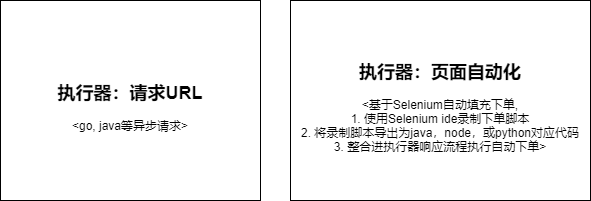 执行器：请求URL
<go, java等异步请求>
执行器：页面自动化
<基于Selenium自动填充下单,
1. 使用Selenium ide录制下单脚本
2. 将录制脚本导出为java，node，或python对应代码
3. 整合进执行器响应流程执行自动下单>